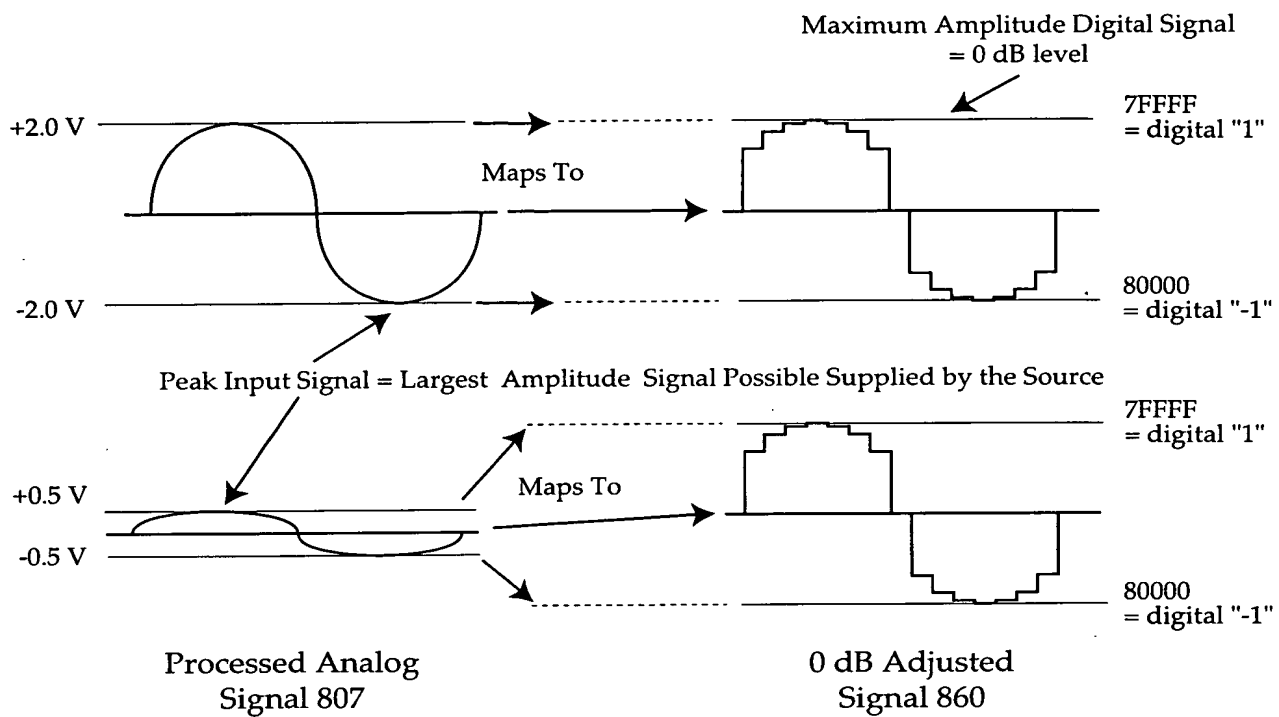 Maximum Amplitude Digital Signal
= 0 dB level
+2.0 V
7FFFF
= digital "1"
Maps To
-2.0 V
80000
= digital "-1"
Peak Input Signal = Largest Amplitude Signal Possible Supplied by the Source
7FFFF
= digital "1"
+0.5 V
Maps To
-0.5 V
80000
= digital "-1"
Processed Analog
Signal 807
0 dB Adjusted
Signal 860